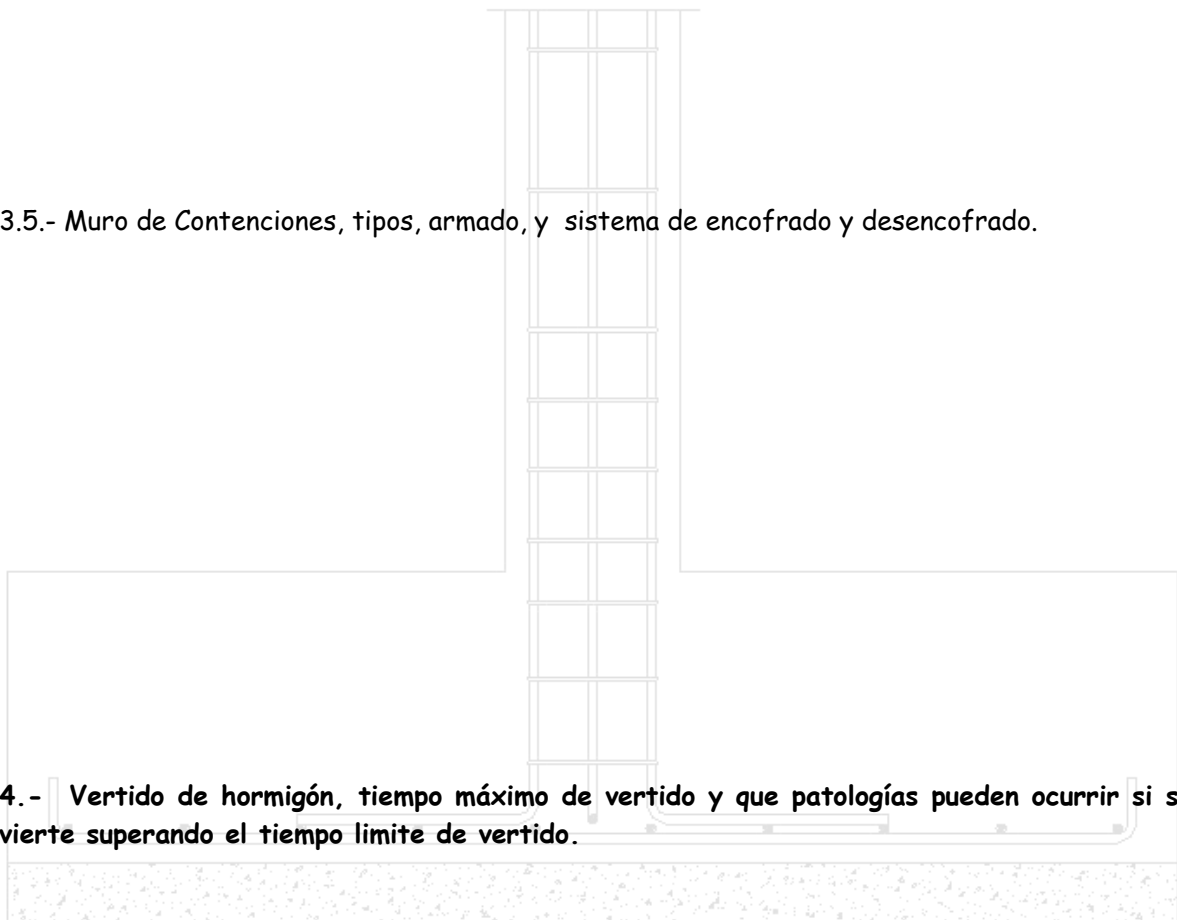 3.5.- Muro de Contenciones, tipos, armado, y sistema de encofrado y desencofrado.
4.- Vertido de hormigón, tiempo máximo de vertido y que patologías pueden ocurrir si s
vierte superando el tiempo limite de vertido.